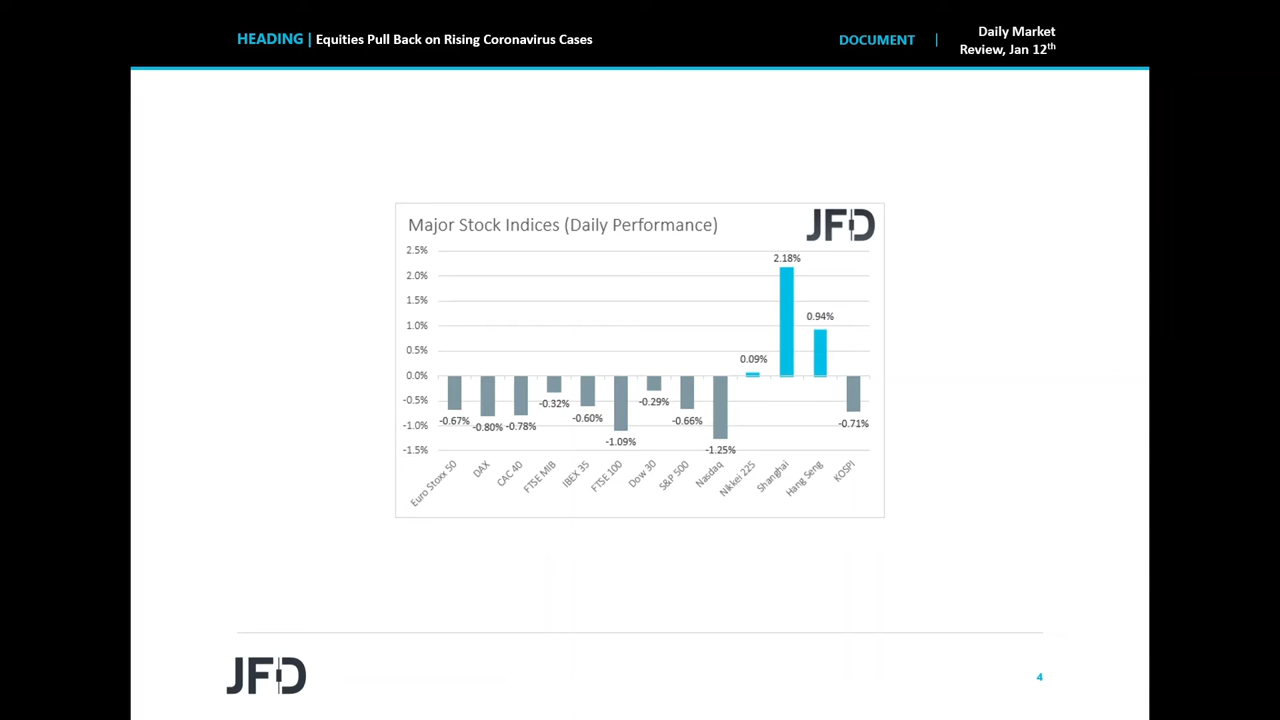 HEADING | Equities Pull Back on Rising Coronavirus Cases
DOCUMENT |
Daily Market
Review, Jan 12th
Major Stock Indices (Daily Performance)
JFD
2.5%
2.0%
1.5%
1.0%
0.5%
0.0%
-0.5%
-1.0%
-1.5%
-0.67%
-0.80%
-0.78%
-0.32%
-0.60%
-1.09%
-0.29%
-0.66%
-1.25%
0.09%
2.18%
0.94%
-0.71%
Euro Stoxx 50
DAX
CAC 40
FTSE MIB
IBEX 35
FTSE 100
Dow 30
S&P 500
Nasdaq
Nikkei 225
Shanghai
Hang Seng
KOSPI
JFD
4